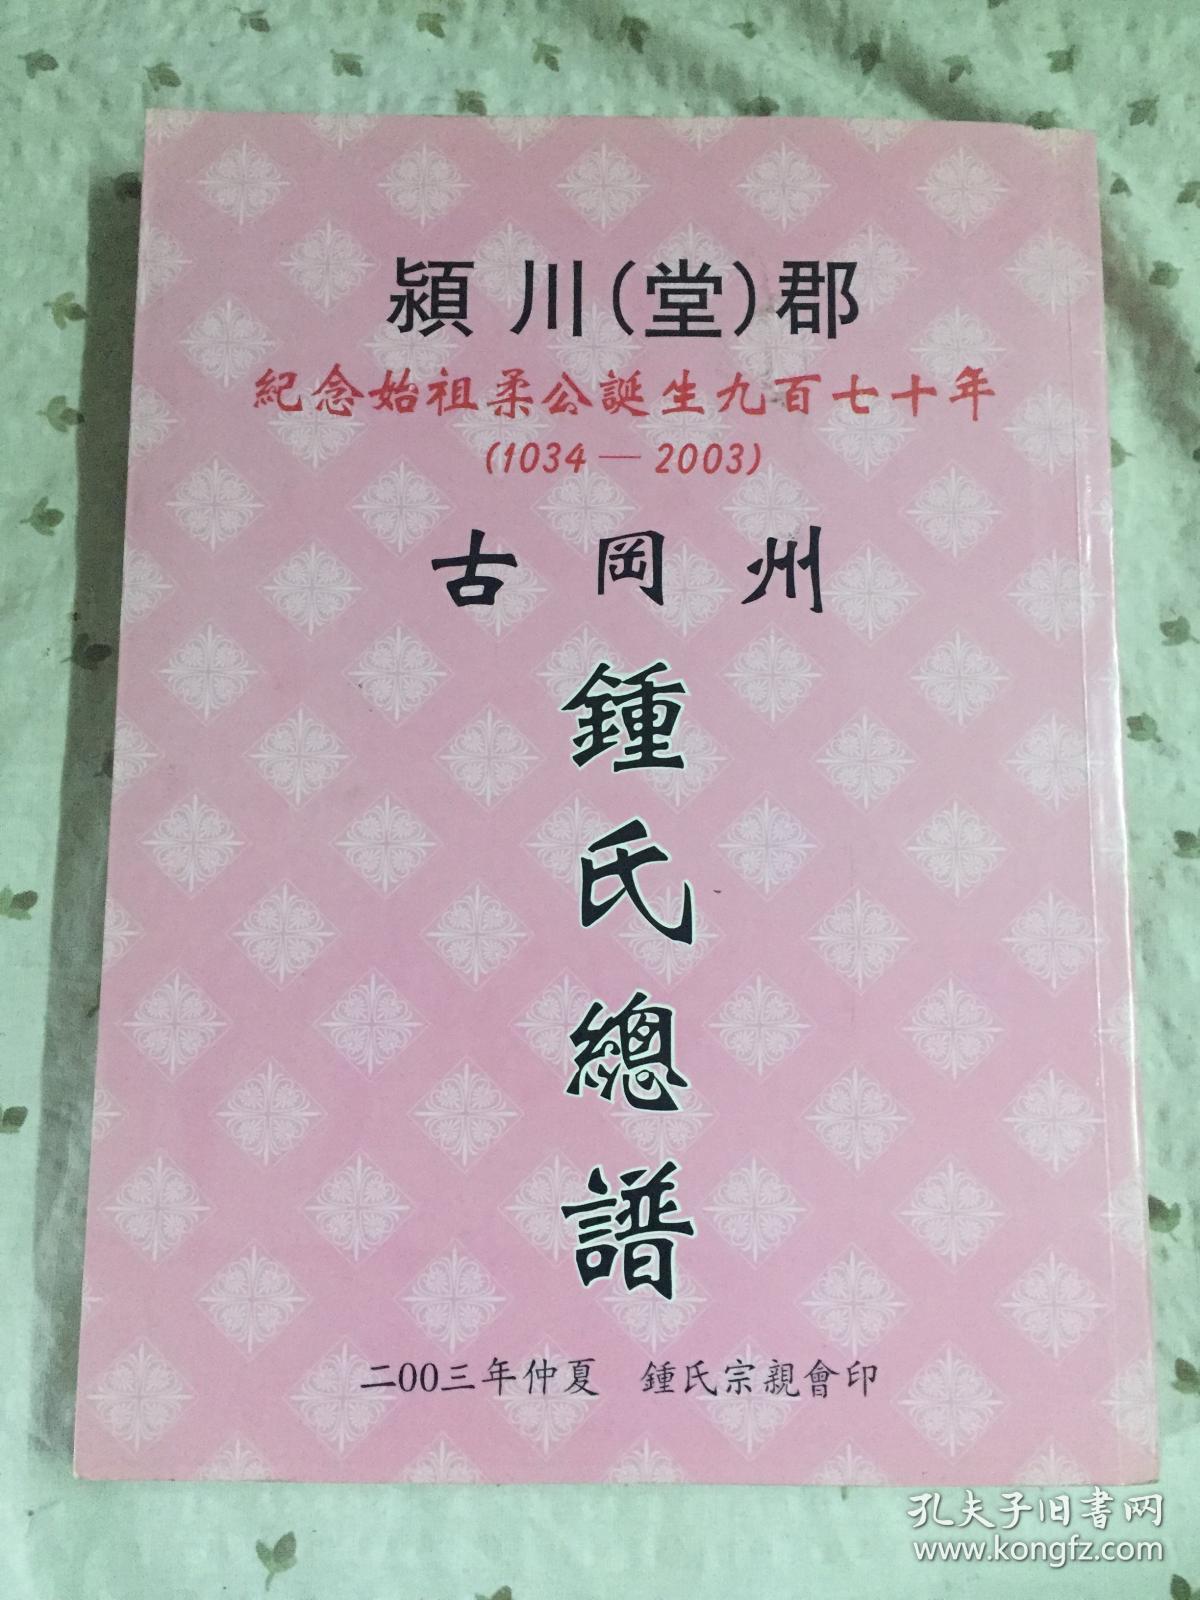 潁川(堂)郡
紀念始祖柔公誕生九百七十年
(1034—2003)
古岡州
鍾氏總譜
二00三年仲夏 鍾氏宗親會印
孔夫子旧书网
www.kongfz.com